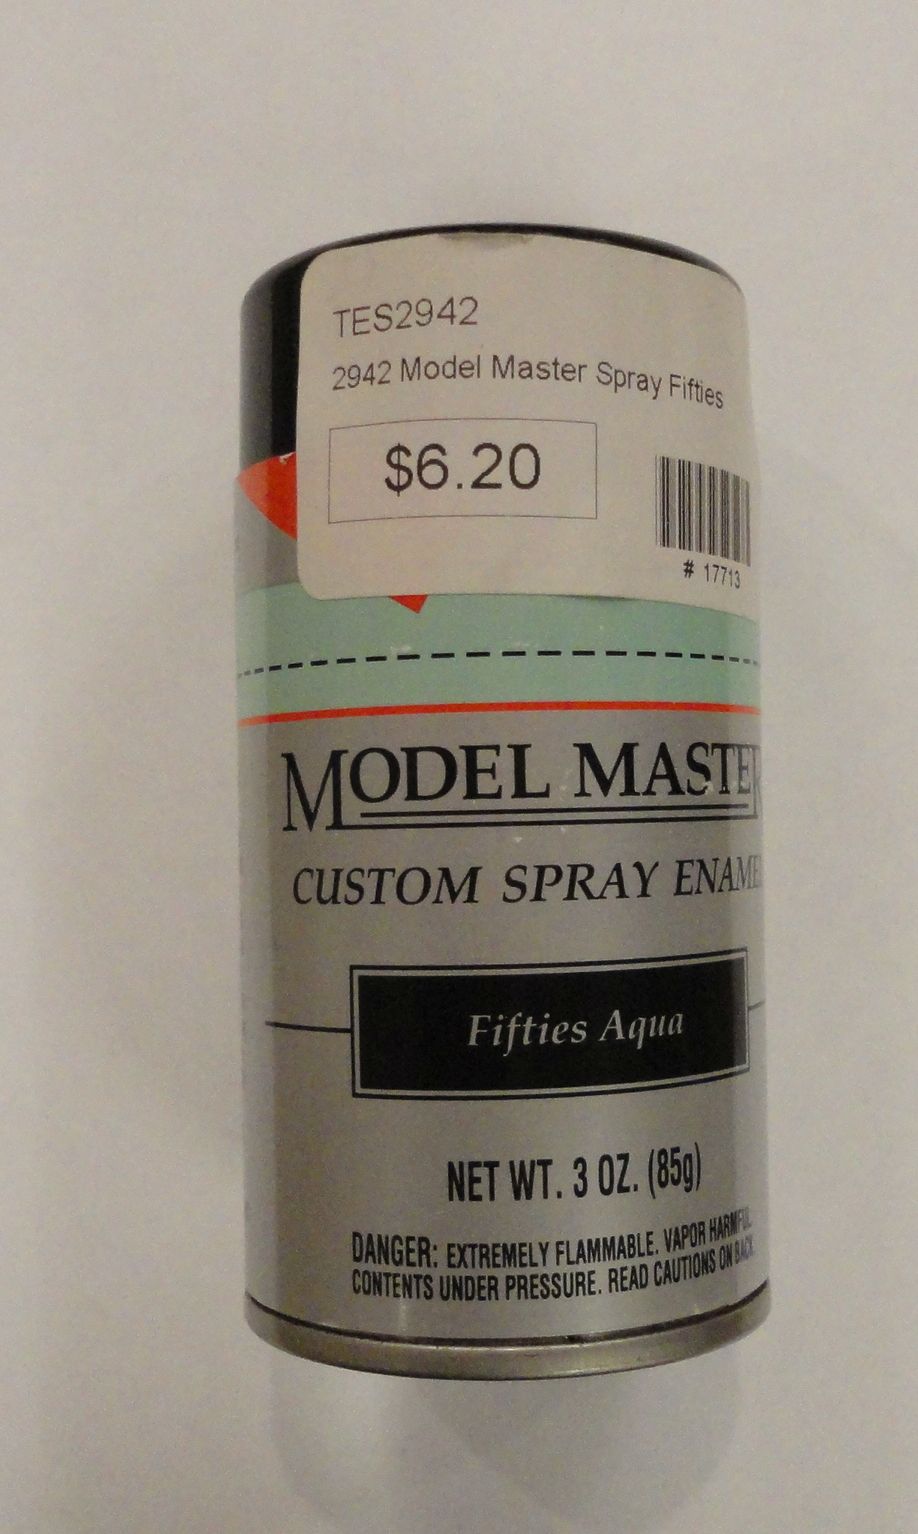 TES2942
2942 Model Master Spray Fifties
$6.20
# 17713
MODEL MASTER
CUSTOM SPRAY ENAME
Fifties Aqua
NET WT. 3 OZ. (85g)
DANGER: EXTREMELY FLAMMABLE. VAPOR HARMFUL.
CONTENTS UNDER PRESSURE. READ CAUTIONS ON BACK.